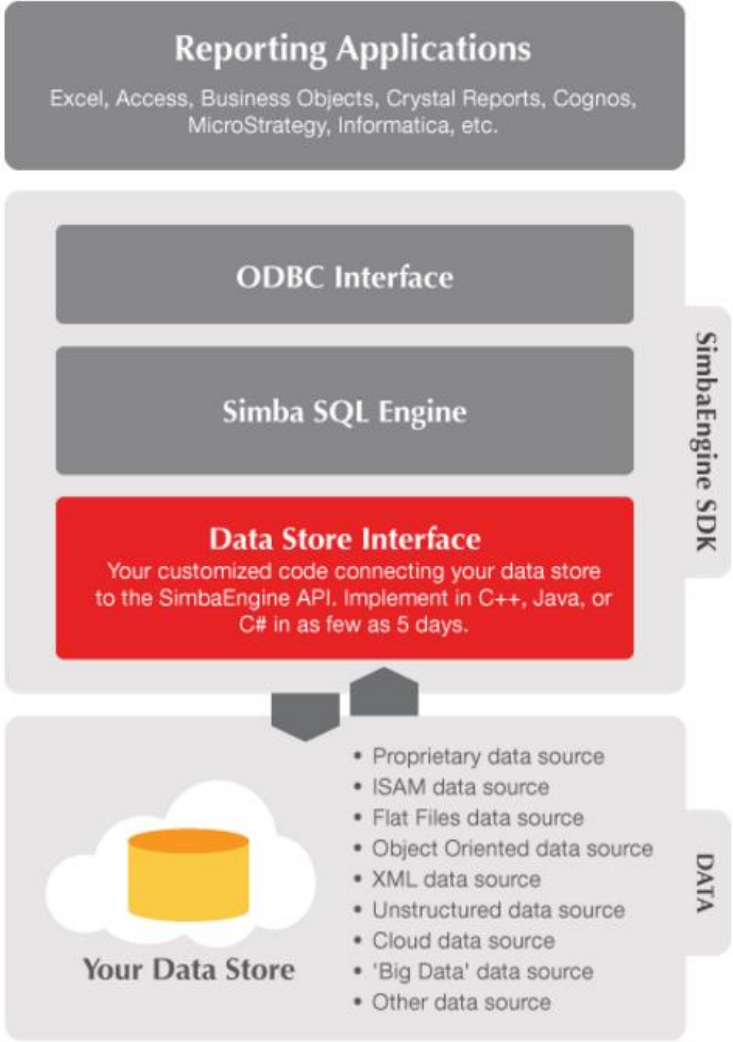 Reporting Applications
Excel, Access, Business Objects, Crystal Reports, Cognos,
MicroStrategy, Informatica, etc.
ODBC Interface
Simba SQL Engine
Data Store Interface
Your customized code connecting your data store
to the SimbaEngine API. Implement in C++, Java, or
C# in as few as 5 days.
SimbaEngine SDK
• Proprietary data source
• ISAM data source
• Flat Files data source
• Object Oriented data source
• XML data source
• Unstructured data source
• Cloud data source
• 'Big Data' data source
• Other data source
Your Data Store
DATA